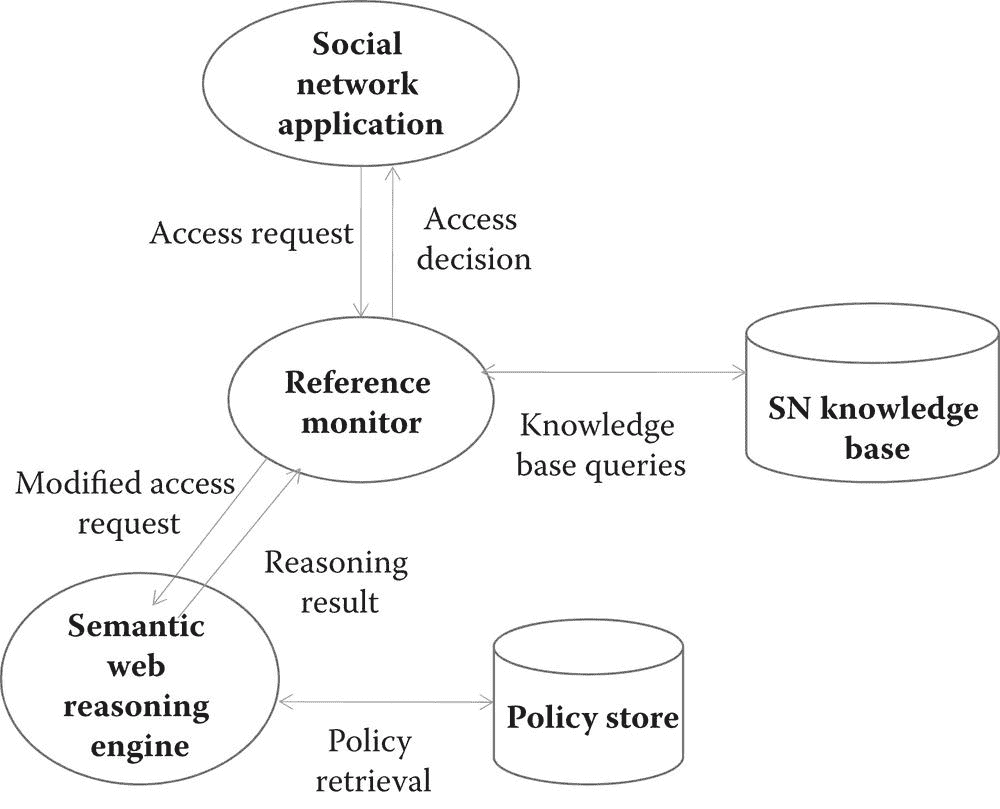 Social
network
application
Access request
Access
decision
Reference
monitor
Knowledge
base queries
SN knowledge
base
Modified access
request
Reasoning
result
Semantic
web
reasoning
engine
Policy
retrieval
Policy store